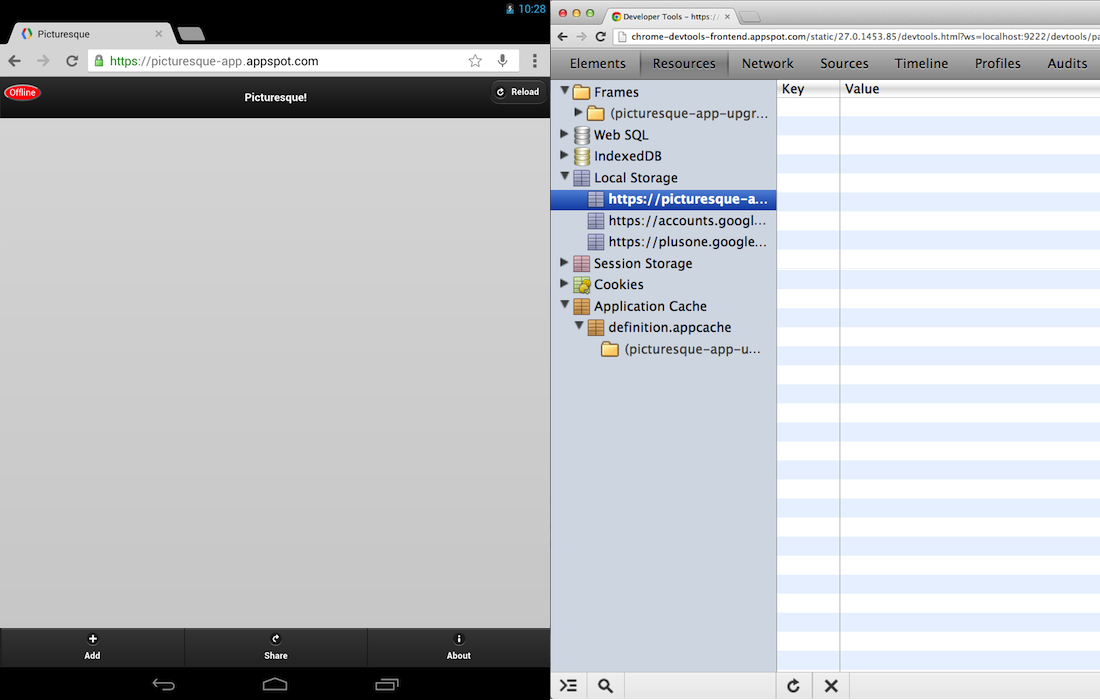 10:28
Picturesque
https://picturesque-app.appspot.com
Offline
Picturesque!
Reload
Add
Share
About
Developer Tools – https://
chrome-devtools-frontend.appspot.com/static/27.0.1453.85/devtools.html?ws=localhost:9222/devtools/pa
Elements
Resources
Network
Sources
Timeline
Profiles
Audits
Frames
(picturesque-app-upgr...
Web SQL
IndexedDB
Local Storage
https://picturesque-a...
https://accounts.googl...
https://plusone.google...
Session Storage
Cookies
Application Cache
definition.appcache
(picturesque-app-u...
Key
Value